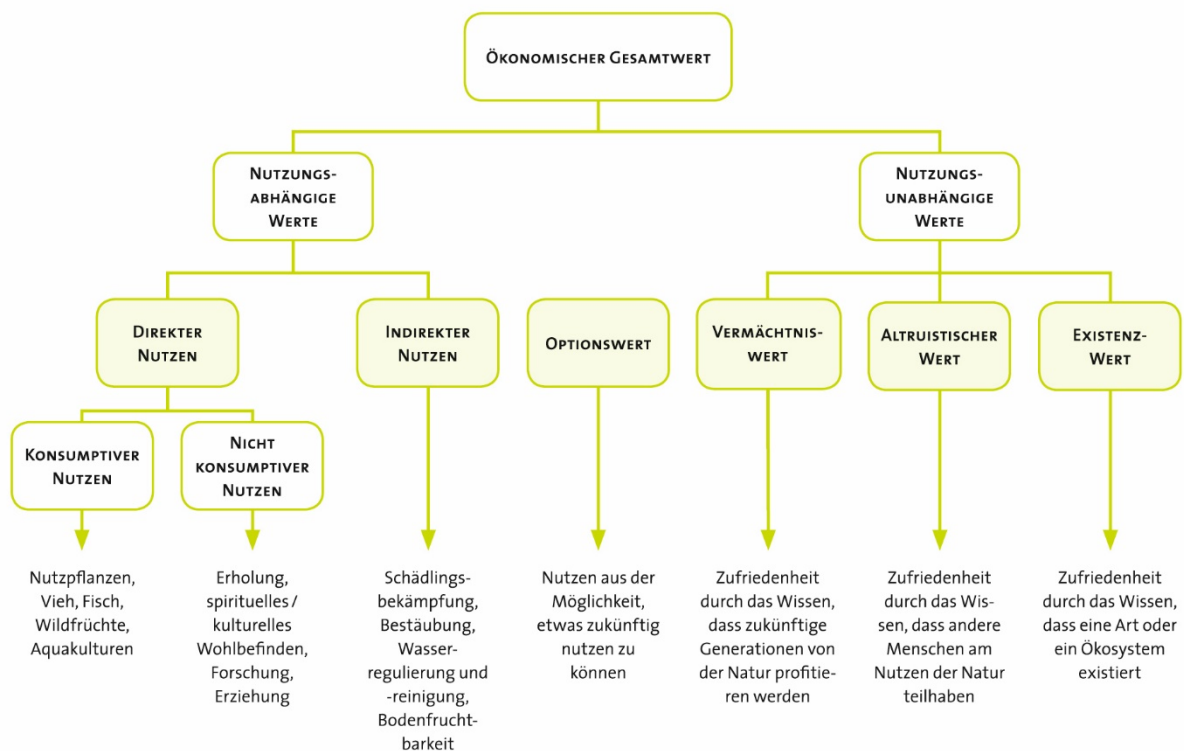 Ökonomischer Gesamtwert
Nutzungs-
abhängige
Werte
Nutzungs-
unabhängige
Werte
Direkter
Nutzen
Indirekter
Nutzen
Optionswert
Vermächtnis-
wert
Altruistischer
Wert
Existenz-
wert
Konsumptiver
Nutzen
Nicht
konsumptiver
Nutzen
Nutzpflanzen,
Vieh, Fisch,
Wildfrüchte,
Aquakulturen
Erholung,
spirituelles /
kulturelles
Wohlbefinden,
Forschung,
Erziehung
Schädlings-
bekämpfung,
Bestäubung,
Wasser-
regulierung und
-reinigung,
Bodenfrucht-
barkeit
Nutzen aus der
Möglichkeit,
etwas zukünftig
nutzen zu
können
Zufriedenheit
durch das Wissen,
dass zukünftige
Generationen von
der Natur profitie-
ren werden
Zufriedenheit
durch das Wis-
sen, dass andere
Menschen am
Nutzen der Natur
teilhaben
Zufriedenheit
durch das Wissen,
dass eine Art oder
ein Ökosystem
existiert